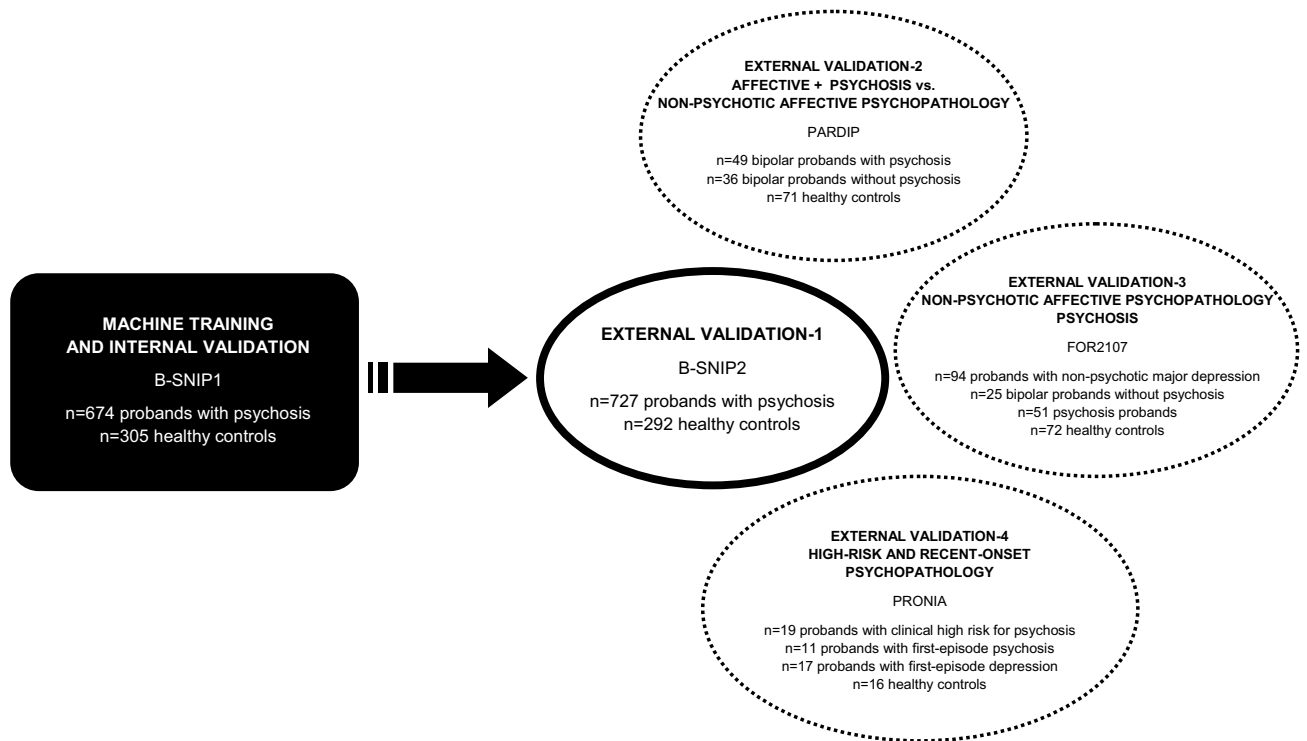 MACHINE TRAINING
AND INTERNAL VALIDATION
B-SNIP1
n=674 probands with psychosis
n=305 healthy controls
EXTERNAL VALIDATION-1
B-SNIP2
n=727 probands with psychosis
n=292 healthy controls
EXTERNAL VALIDATION-2
AFFECTIVE + PSYCHOSIS vs.
NON-PSYCHOTIC AFFECTIVE PSYCHOPATHOLOGY
PARDIP
n=49 bipolar probands with psychosis
n=36 bipolar probands without psychosis
n=71 healthy controls
EXTERNAL VALIDATION-3
NON-PSYCHOTIC AFFECTIVE PSYCHOPATHOLOGY
PSYCHOSIS
FOR2107
n=94 probands with non-psychotic major depression
n=25 bipolar probands without psychosis
n=51 psychosis probands
n=72 healthy controls
EXTERNAL VALIDATION-4
HIGH-RISK AND RECENT-ONSET
PSYCHOPATHOLOGY
PRONIA
n=19 probands with clinical high risk for psychosis
n=11 probands with first-episode psychosis
n=17 probands with first-episode depression
n=16 healthy controls